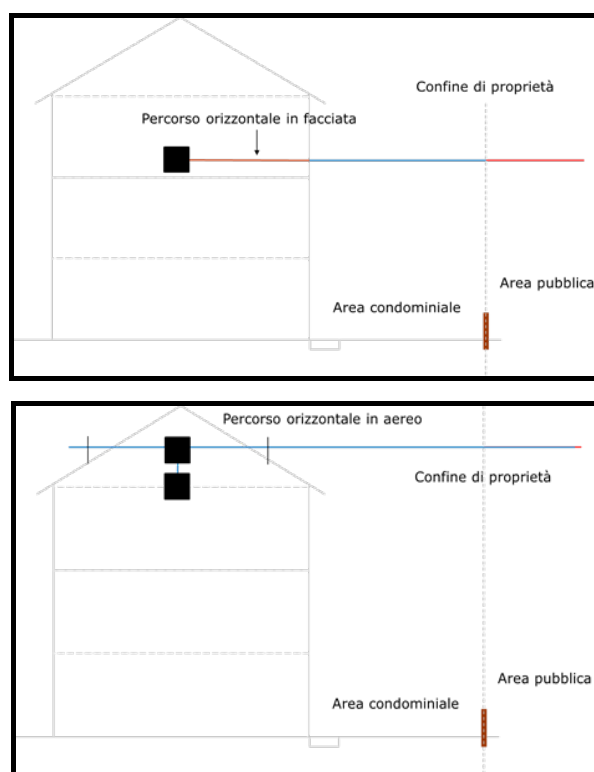 Confine di proprietà
Percorso orizzontale in facciata
Area pubblica
Area condominiale
Percorso orizzontale in aereo
Confine di proprietà
Area pubblica
Area condominiale